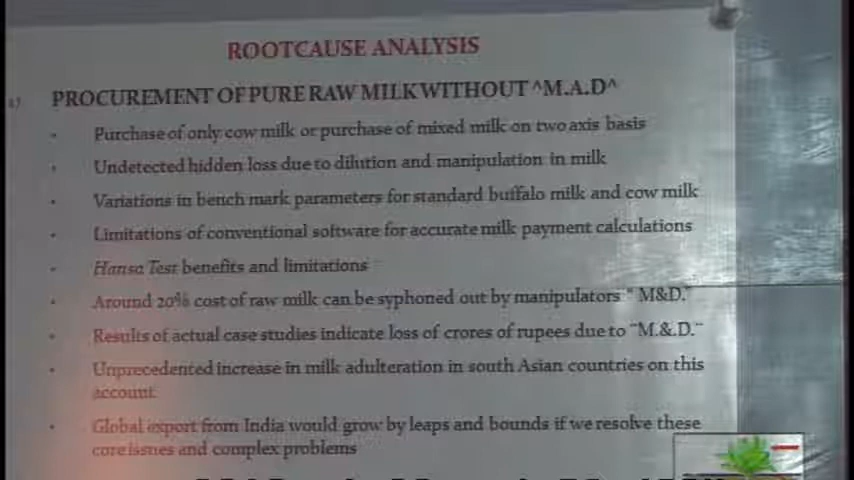 ROOTCAUSE ANALYSIS
PROCUREMENT OF PURE RAW MILK WITHOUT ^M.A.D^
• Purchase of only cow milk or purchase of mixed milk on two axis basis
• Undetected hidden loss due to dilution and manipulation in milk
• Variations in bench mark parameters for standard buffalo milk and cow milk
• Limitations of conventional software for accurate milk payment calculations
• Hansa Test benefits and limitations
• Around 20% cost of raw milk can be syphoned out by manipulators " M&D."
• Results of actual case studies indicate loss of crores of rupees due to "M.&.D."
• Unprecedented increase in milk adulteration in south Asian countries on this
account
• Global export from India would grow by leaps and bounds if we resolve these
core issues and complex problems